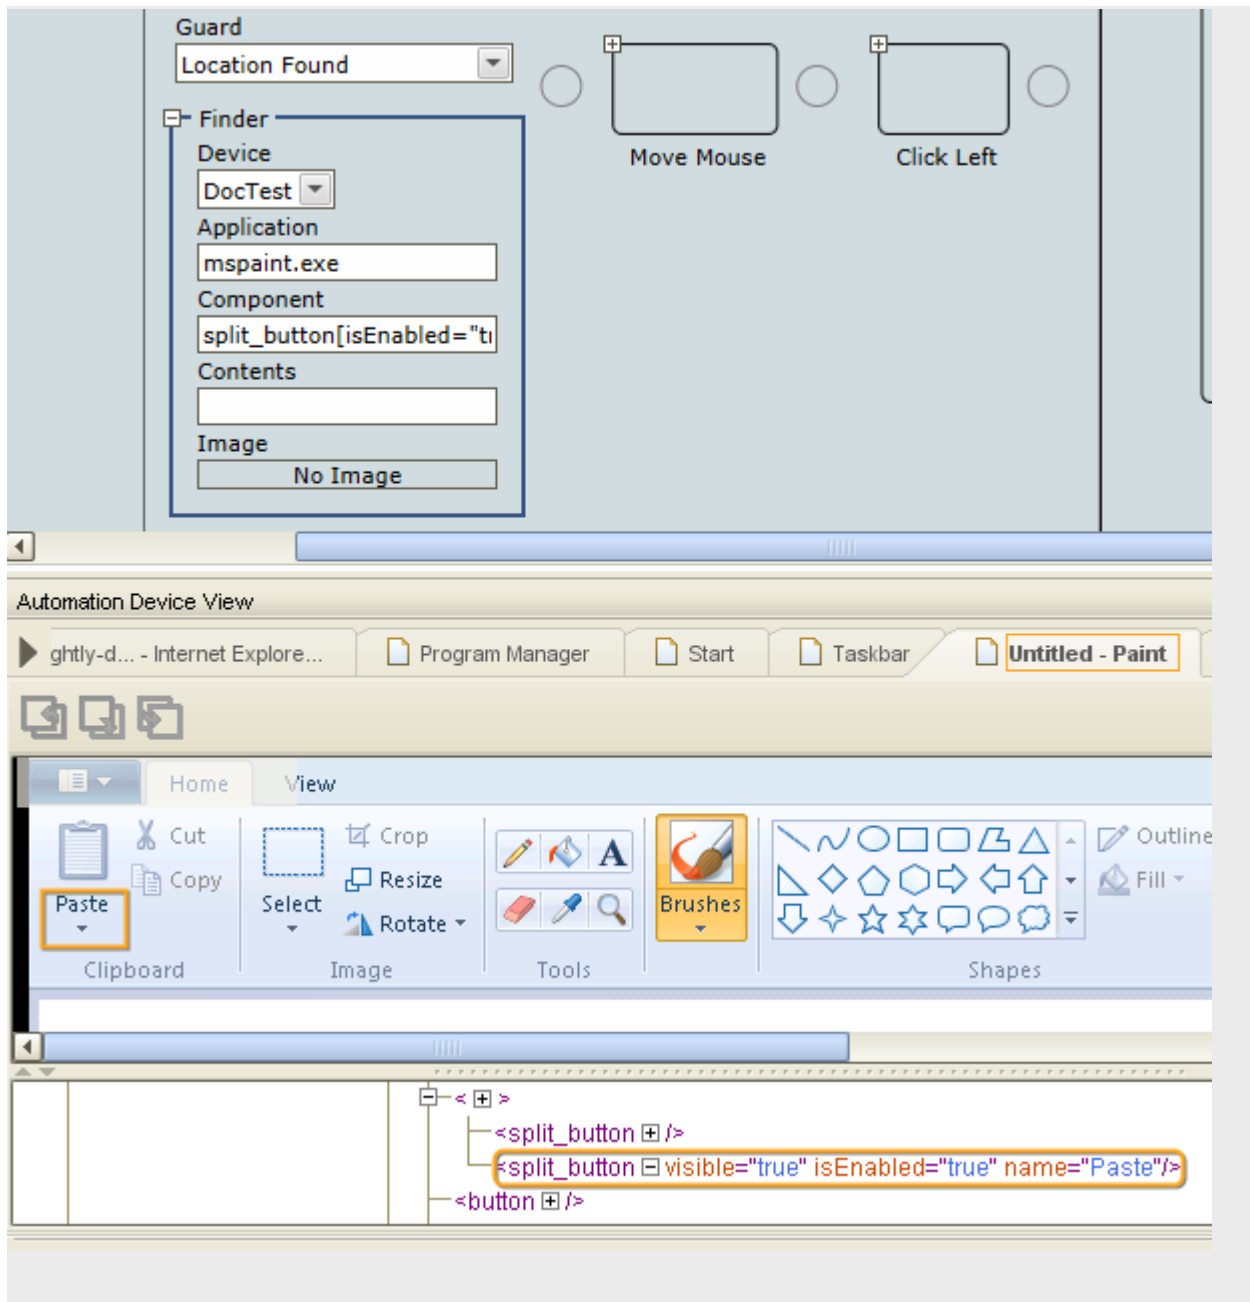 Guard
Location Found
Finder
Device
DocTest
Application
mspaint.exe
Component
split_button[isEnabled="t
Contents
Image
No Image
Move Mouse
Click Left
Automation Device View
ghtly-d... - Internet Explore...
Program Manager
Start
Taskbar
Untitled - Paint
Home
View
Cut
Copy
Paste
Clipboard
Select
Crop
Resize
Rotate
Image
A
Tools
Brushes
Shapes
Outline
Fill
< >
<split_button />
<split_button visible="true" isEnabled="true" name="Paste"/>
<button />